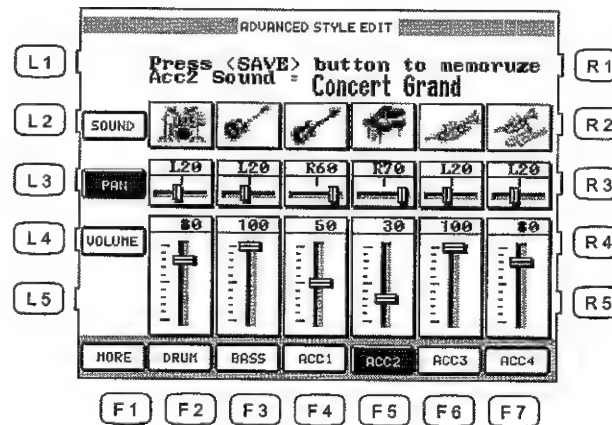 ADVANCED STYLE EDIT
L1 Press <SAVE> button to memoruze R1
Acc2 Sound = Concert Grand
L2 SOUND R2
L20 L20 R60 R70 L20 L20
L3 PAN R3
80 100 50 30 100 80
L4 VOLUME R4
L5 R5
MORE DRUM BASS ACC1 ACC2 ACC3 ACC4
F1 F2 F3 F4 F5 F6 F7